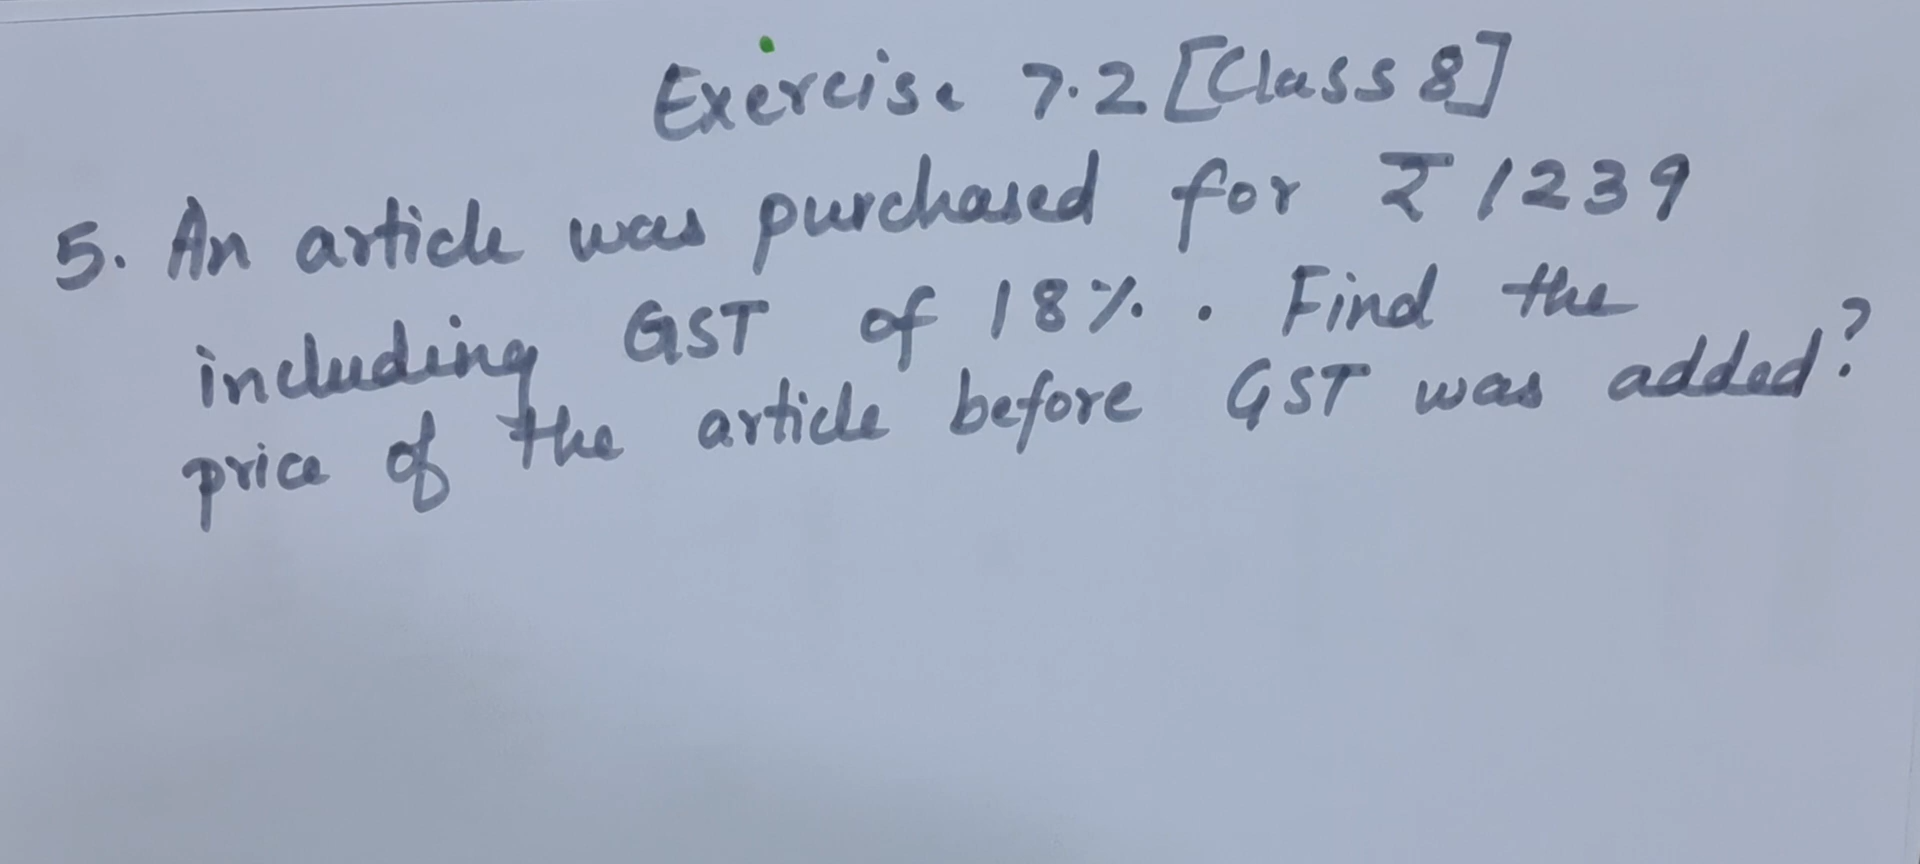 Exercise 7.2 [Class 8]
5. An article was purchased for ₹ 1239
including GST of 18%. Find the
price of the article before GST was added?